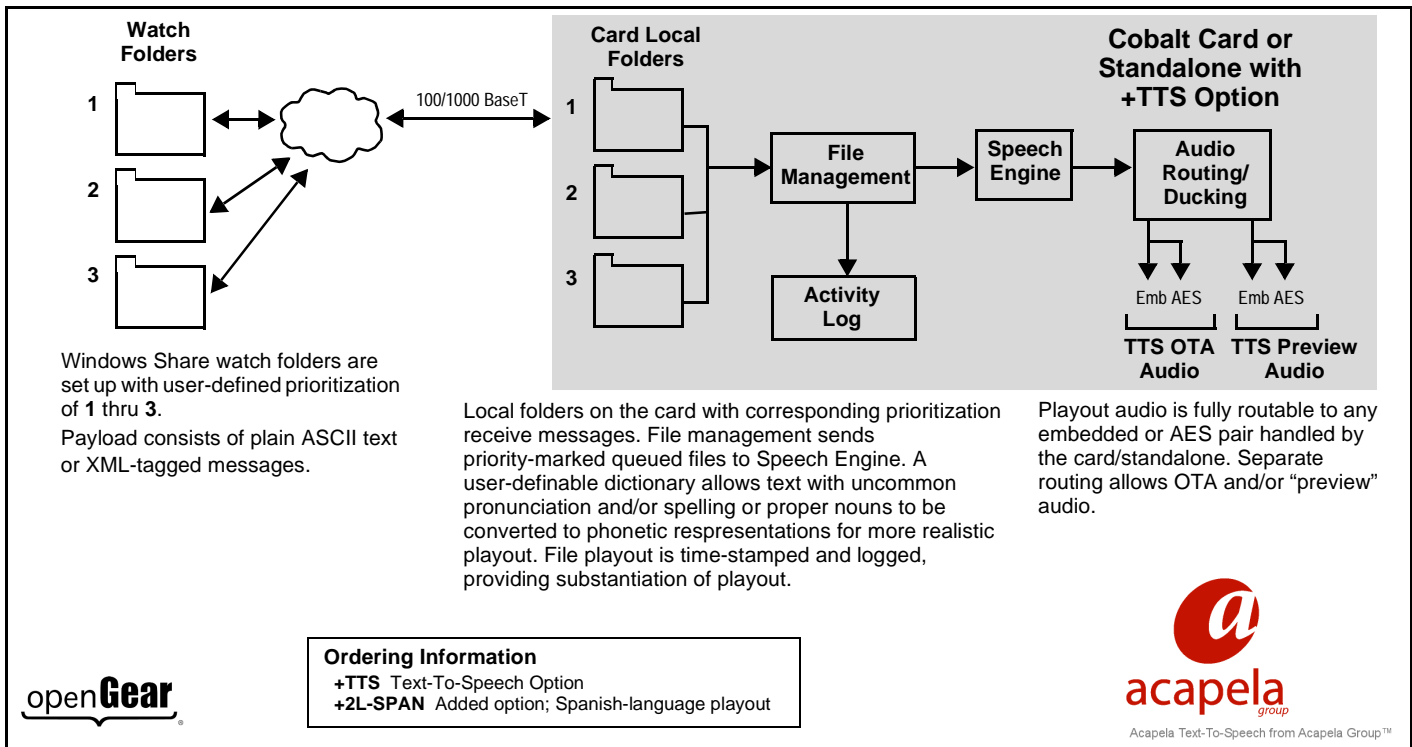 Watch
Folders
1
2
3
100/1000 BaseT
Card Local
Folders
1
2
3
Cobalt Card or
Standalone with
+TTS Option
File
Management
Speech
Engine
Audio
Routing/
Ducking
Activity
Log
Emb AES
Emb AES
TTS OTA
Audio
TTS Preview
Audio
Windows Share watch folders are
set up with user-defined prioritization
of 1 thru 3.
Payload consists of plain ASCII text
or XML-tagged messages.
Local folders on the card with corresponding prioritization
receive messages. File management sends
priority-marked queued files to Speech Engine. A
user-definable dictionary allows text with uncommon
pronunciation and/or spelling or proper nouns to be
converted to phonetic respresentations for more realistic
playout. File playout is time-stamped and logged,
providing substantiation of playout.
Playout audio is fully routable to any
embedded or AES pair handled by
the card/standalone. Separate
routing allows OTA and/or “preview”
audio.
Ordering Information
+TTS Text-To-Speech Option
+2L-SPAN Added option; Spanish-language playout
openGear®
a
acapela
group
Acapela Text-To-Speech from Acapela Group™